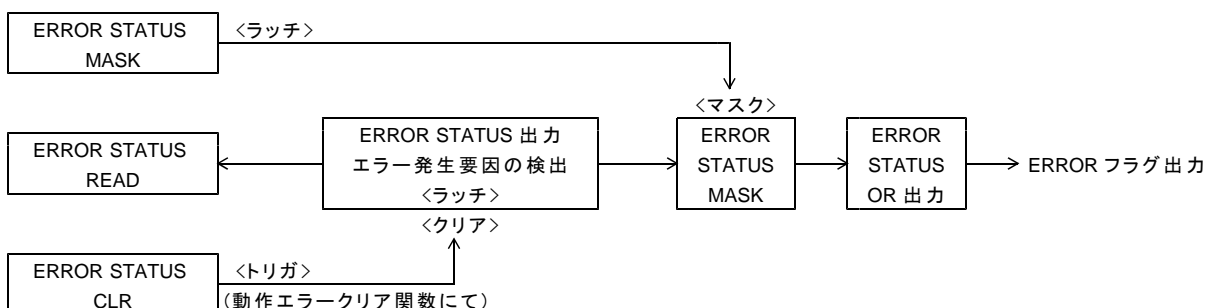 ERROR STATUS
MASK
<ラッチ>
<マスク>
ERROR STATUS
READ
ERROR STATUS 出力
エラー発生要因の検出
<ラッチ>
<クリア>
ERROR
STATUS
MASK
ERROR
STATUS
OR 出力
ERROR フラグ出力
ERROR STATUS
CLR
<トリガ>
(動作エラークリア関数にて)